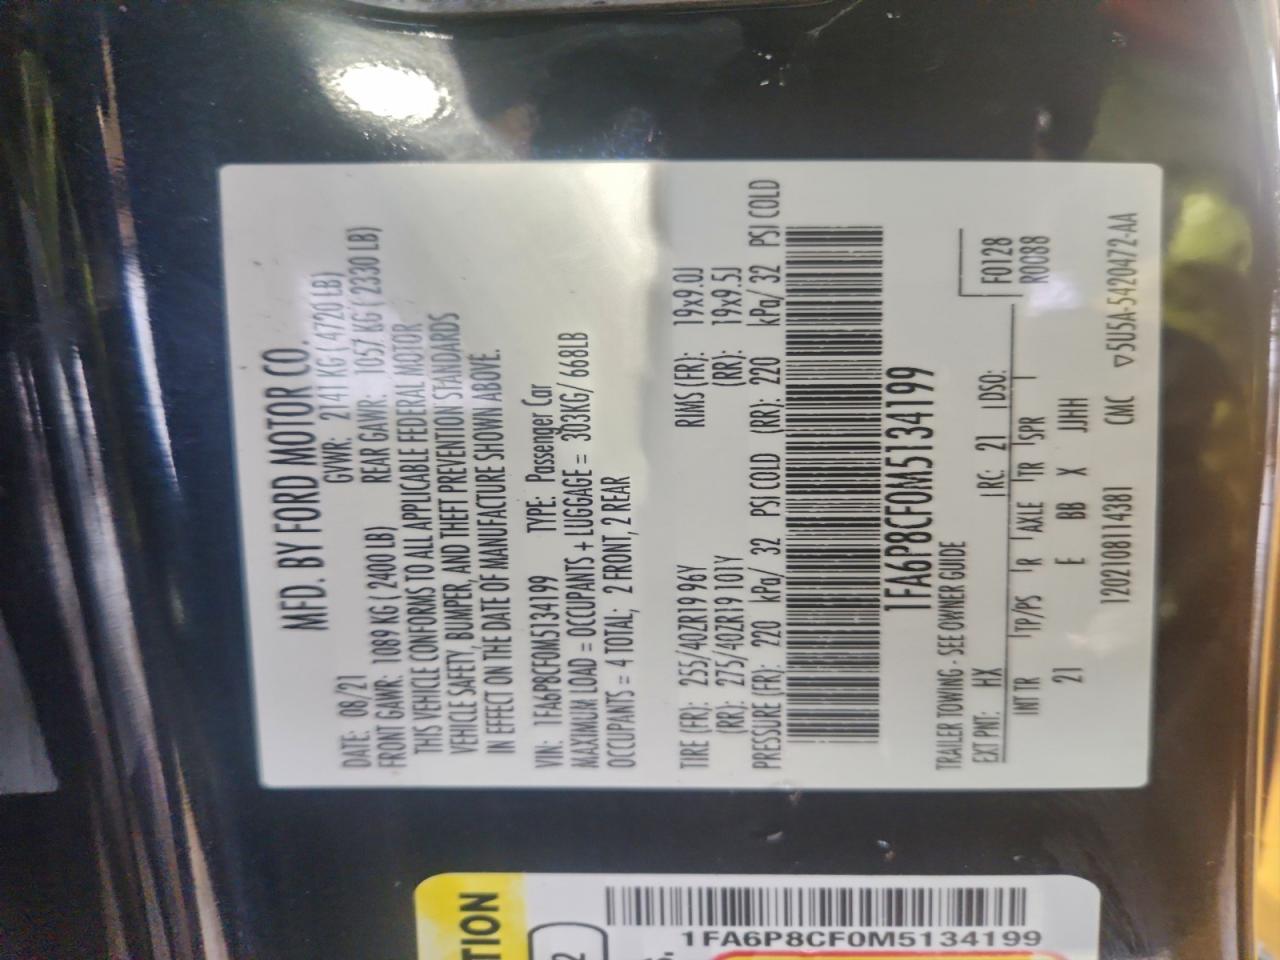 MFD. BY FORD MOTOR CO.
DATE: 08/21 GVWR: 2141 KG ( 4720 LB)
FRONT GAWR: 1089 KG ( 2400 LB) REAR GAWR: 1057 KG ( 2330 LB)
THIS VEHICLE CONFORMS TO ALL APPLICABLE FEDERAL MOTOR
VEHICLE SAFETY, BUMPER, AND THEFT PREVENTION STANDARDS
IN EFFECT ON THE DATE OF MANUFACTURE SHOWN ABOVE.
VIN: 1FA6P8CF0M5134199 TYPE: Passenger Car
MAXIMUM LOAD = OCCUPANTS + LUGGAGE = 303KG/ 668LB
OCCUPANTS = 4 TOTAL; 2 FRONT, 2 REAR
TIRE (FR): 255/40ZR19 96Y RIMS (FR): 19x9.0J
(RR): 275/40ZR19 101Y (RR): 19x9.5J
PRESSURE (FR): 220 kPa/ 32 PSI COLD (RR): 220 kPa/ 32 PSI COLD
1FA6P8CF0M5134199
TRAILER TOWING - SEE OWNER GUIDE
EXT PNT: HX RC: 21 DSO: F0128
INT TR TP/PS R AXLE TR SPR R0088
21 E BB X JJHH
1202108114381 CMC ▽5U5A-5420472-AA
TION
2
1FA6P8CF0M5134199